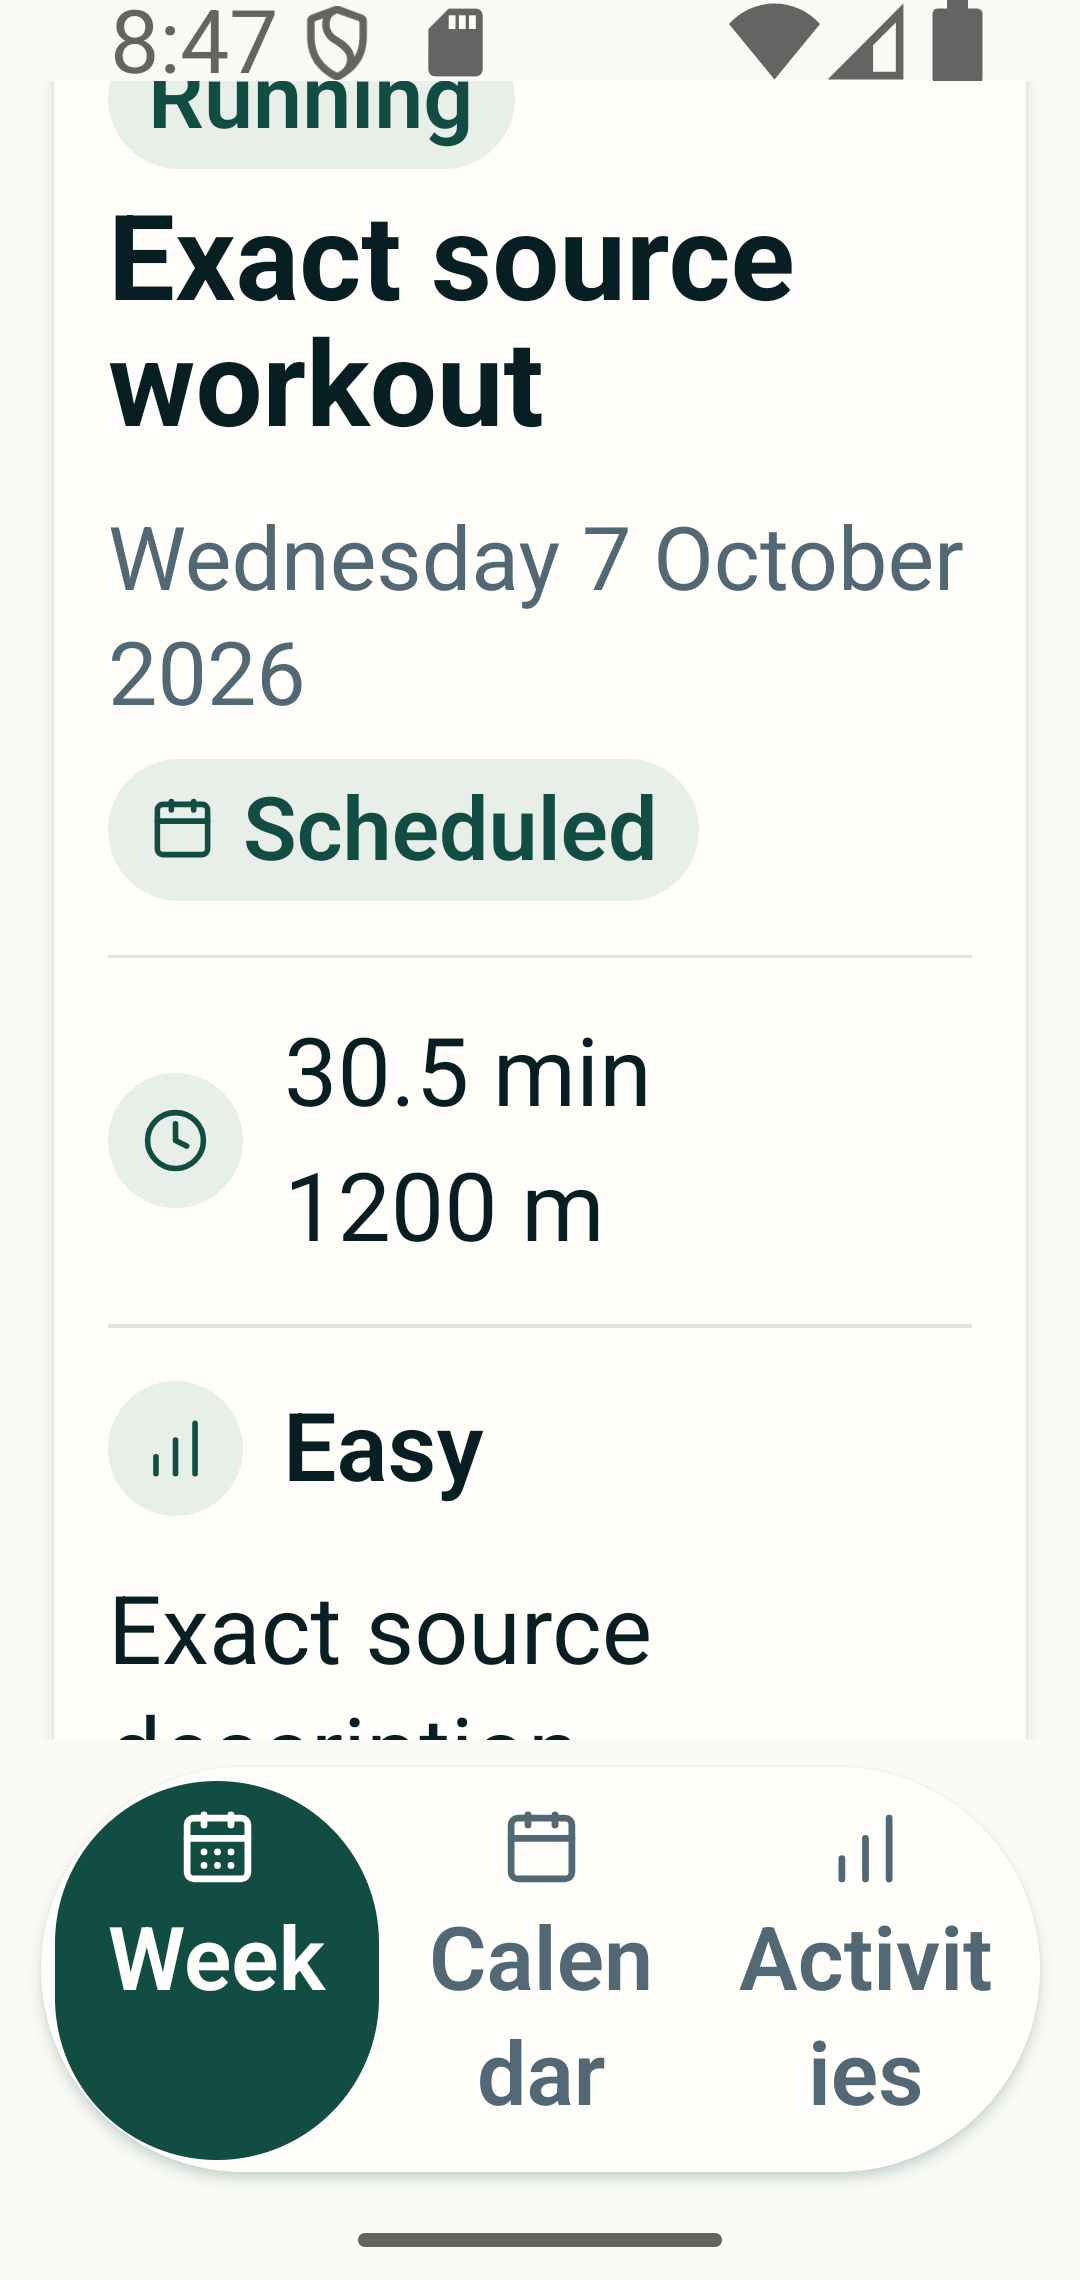 8:47
Running
Exact source
workout
Wednesday 7 October
2026
Scheduled
30.5 min
1200 m
Easy
Exact source
description
Week
Calen
dar
Activit
ies